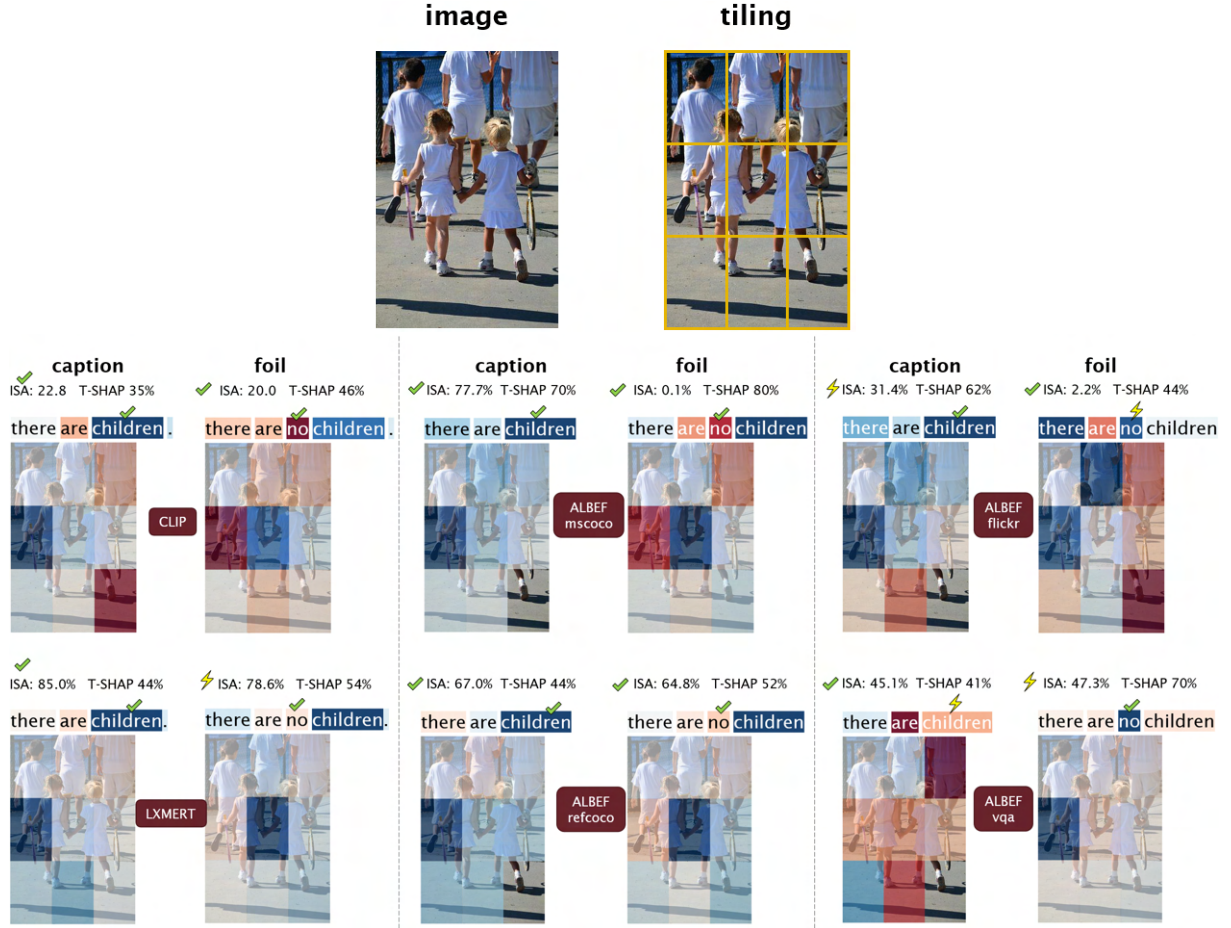 image tiling
caption foil caption foil caption foil
ISA: 22.8 T-SHAP 35% ISA: 20.0 T-SHAP 46% ISA: 77.7% T-SHAP 70% ISA: 0.1% T-SHAP 80% ISA: 31.4% T-SHAP 62% ISA: 2.2% T-SHAP 44%
there are children . there are no children . there are children there are no children there are children there are no children
CLIP
ALBEF
mscoco
ALBEF
flickr
ISA: 85.0% T-SHAP 44% ISA: 78.6% T-SHAP 54% ISA: 67.0% T-SHAP 44% ISA: 64.8% T-SHAP 52% ISA: 45.1% T-SHAP 41% ISA: 47.3% T-SHAP 70%
there are children. there are no children. there are children there are no children there are children there are no children
LXMERT
ALBEF
refcoco
ALBEF
vqa